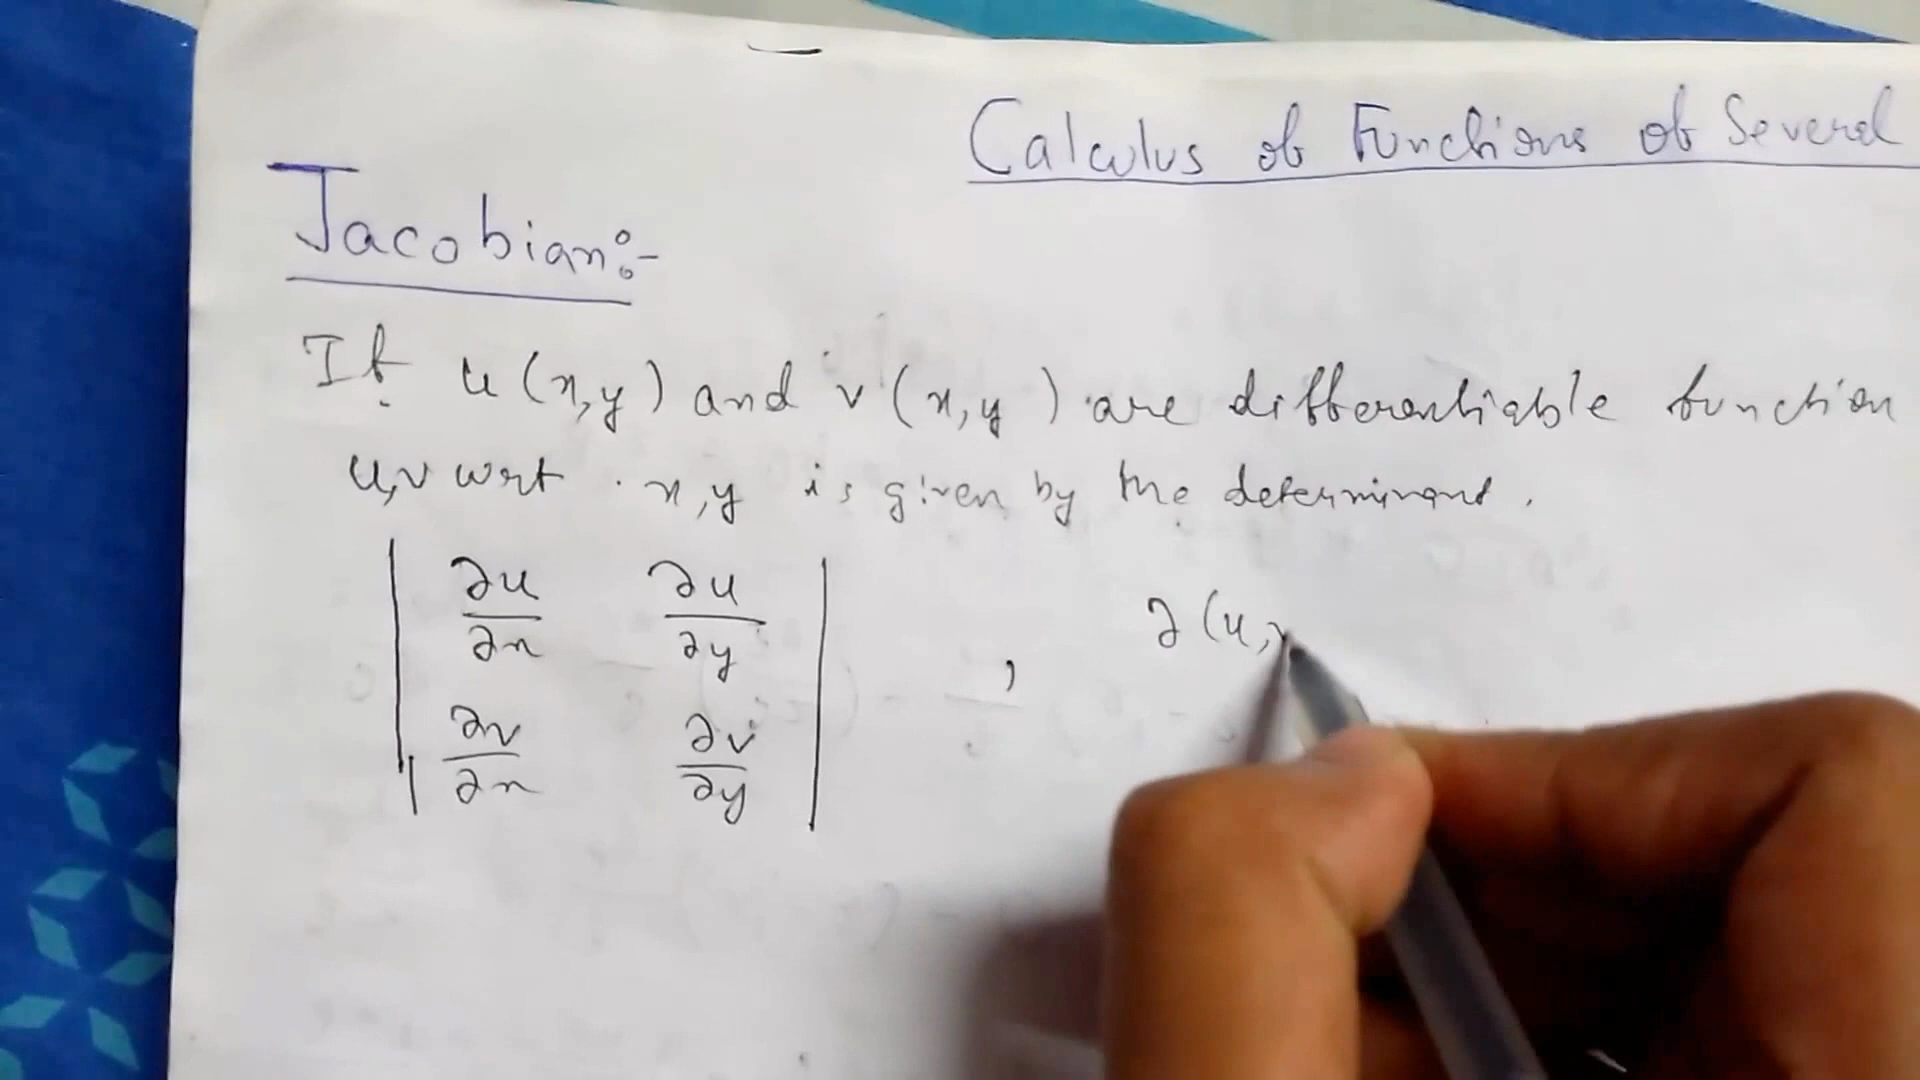 Calculus of Functions of Several
Jacobian:-
If u(x,y) and v(x,y) are differentiable function
u,v wrt x,y is given by the determinant.
| ∂u/∂x ∂u/∂y |
| ∂v/∂x ∂v/∂y | , ∂(u,v